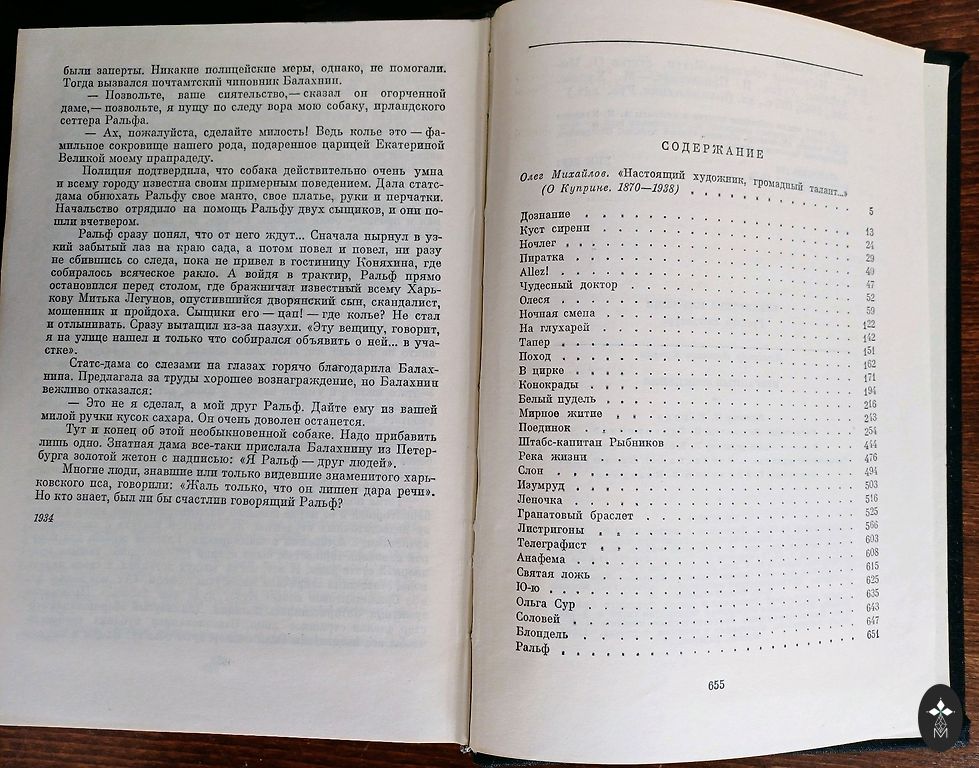 были заперты. Никакие полицейские меры, однако, не помогали.
Тогда вызвался почтамтский чиновник Балахнин.
— Позвольте, ваше сиятельство,— сказал он огорченной
даме,— позвольте, я пущу по следу вора мою собаку, ирландского
сеттера Ральфа.
— Ах, пожалуйста, сделайте милость! Ведь колье это — фа-
мильное сокровище нашего рода, подаренное царицей Екатериной
Великой моему прапрадеду.
Полиция подтвердила, что собака действительно очень умна
и всему городу известна своим примерным поведением. Дала статс-
дама обнюхать Ральфу свое манто, свое платье, руки и перчатки.
Начальство отрядило на помощь Ральфу двух сыщиков, и они по-
шли вчетвером.
Ральф сразу понял, что от него ждут... Сначала нырнул в уз-
кий забытый лаз на краю сада, а потом повел и повел, ни разу
не сбившись со следа, пока не привел в гостиницу Коняхина, где
собиралось всяческое ракло. А войдя в трактир, Ральф прямо
остановился перед столом, где бражничал известный всему Харь-
кову Митька Легунов, опустившийся дворянский сын, скандалист,
мошенник и пройдоха. Сыщики его — цап! — где колье? Не стал
и отлынивать. Сразу вытащил из-за пазухи. «Эту вещицу, говорит,
я на улице нашел и только что собирался объявить о ней... в уча-
стке».
Статс-дама со слезами на глазах горячо благодарила Балах-
нина. Предлагала за труды хорошее вознаграждение, но Балахнин
вежливо отказался:
— Это не я сделал, а мой друг Ральф. Дайте ему из вашей
милой ручки кусок сахара. Он очень доволен останется.
Тут и конец об этой необыкновенной собаке. Надо прибавить
лишь одно. Знатная дама все-таки прислала Балахнину из Петер-
бурга золотой жетон с надписью: «Я Ральф — друг людей».
Многие люди, знавшие или только видевшие знаменитого харь-
ковского пса, говорили: «Жаль только, что он лишен дара речи».
Но кто знает, был ли бы счастлив говорящий Ральф?
1934
СОДЕРЖАНИЕ
Олег Михайлов. «Настоящий художник, громадный талант...»
(О Куприне. 1870—1938) . . . . . . . . . . 5
Дознание . . . . . . . . . . 13
Куст сирени . . . . . . . . . . 24
Ночлег . . . . . . . . . . 29
Пиратка . . . . . . . . . . 40
Allez! . . . . . . . . . . 47
Чудесный доктор . . . . . . . . . . 52
Олеся . . . . . . . . . . 59
Ночная смена . . . . . . . . . . 122
На глухарей . . . . . . . . . . 142
Тапер . . . . . . . . . . 151
Поход . . . . . . . . . . 162
В цирке . . . . . . . . . . 171
Конокрады . . . . . . . . . . 194
Белый пудель . . . . . . . . . . 216
Мирное житие . . . . . . . . . . 243
Поединок . . . . . . . . . . 254
Штабс-капитан Рыбников . . . . . . . . . . 444
Река жизни . . . . . . . . . . 476
Слон . . . . . . . . . . 494
Изумруд . . . . . . . . . . 503
Леночка . . . . . . . . . . 516
Гранатовый браслет . . . . . . . . . . 525
Листригоны . . . . . . . . . . 566
Телеграфист . . . . . . . . . . 603
Анафема . . . . . . . . . . 608
Святая ложь . . . . . . . . . . 615
Ю-ю . . . . . . . . . . 625
Ольга Сур . . . . . . . . . . 635
Соловей . . . . . . . . . . 643
Блондель . . . . . . . . . . 647
Ральф . . . . . . . . . . 651
655
M